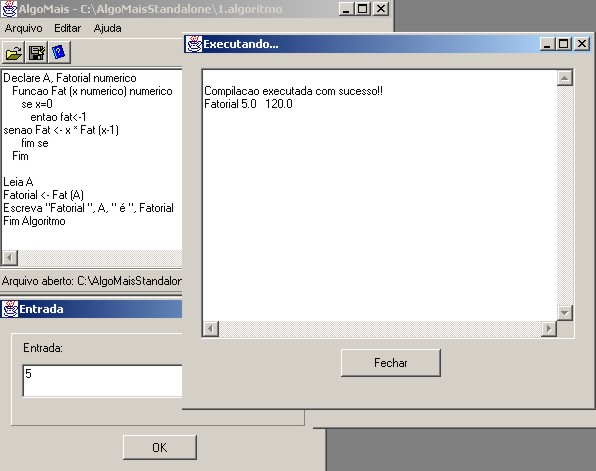 AlgoMais - C:\AlgoMaisStandalone\1.algoritmo
Arquivo Editar Ajuda
Declare A, Fatorial numerico
Funcao Fat (x numerico) numerico
se x=0
entao fat<-1
senao Fat <- x * Fat (x-1)
fim se
Fim
Leia A
Fatorial <- Fat (A)
Escreva "Fatorial ", A, " é ", Fatorial
Fim Algoritmo
Arquivo aberto: C:\AlgoMaisStandalon
Executando...
Compilacao executada com sucesso!!
Fatorial 5.0 120.0
Fechar
Entrada
Entrada:
5
OK